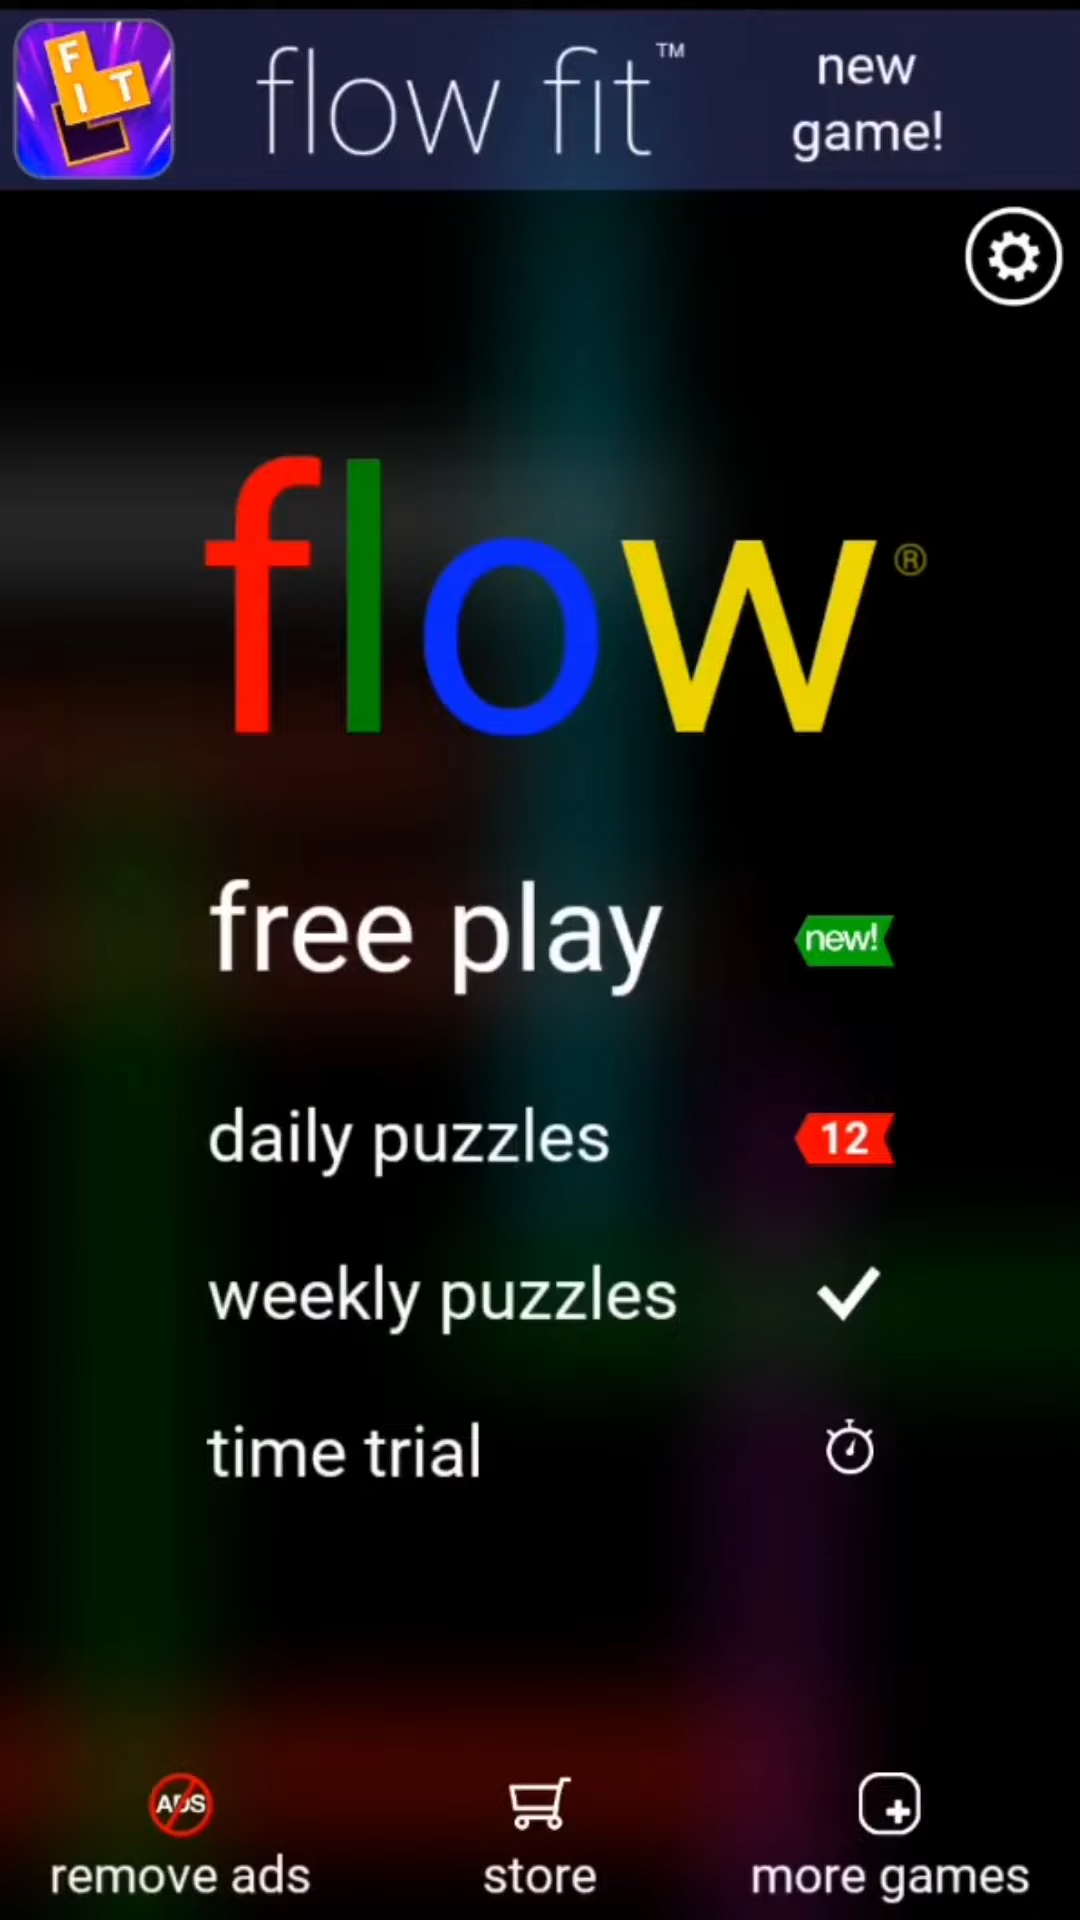 F
I T
flow fit™
new
game!
flow®
free play
new!
daily puzzles
12
weekly puzzles
time trial
ADS
remove ads
store
more games